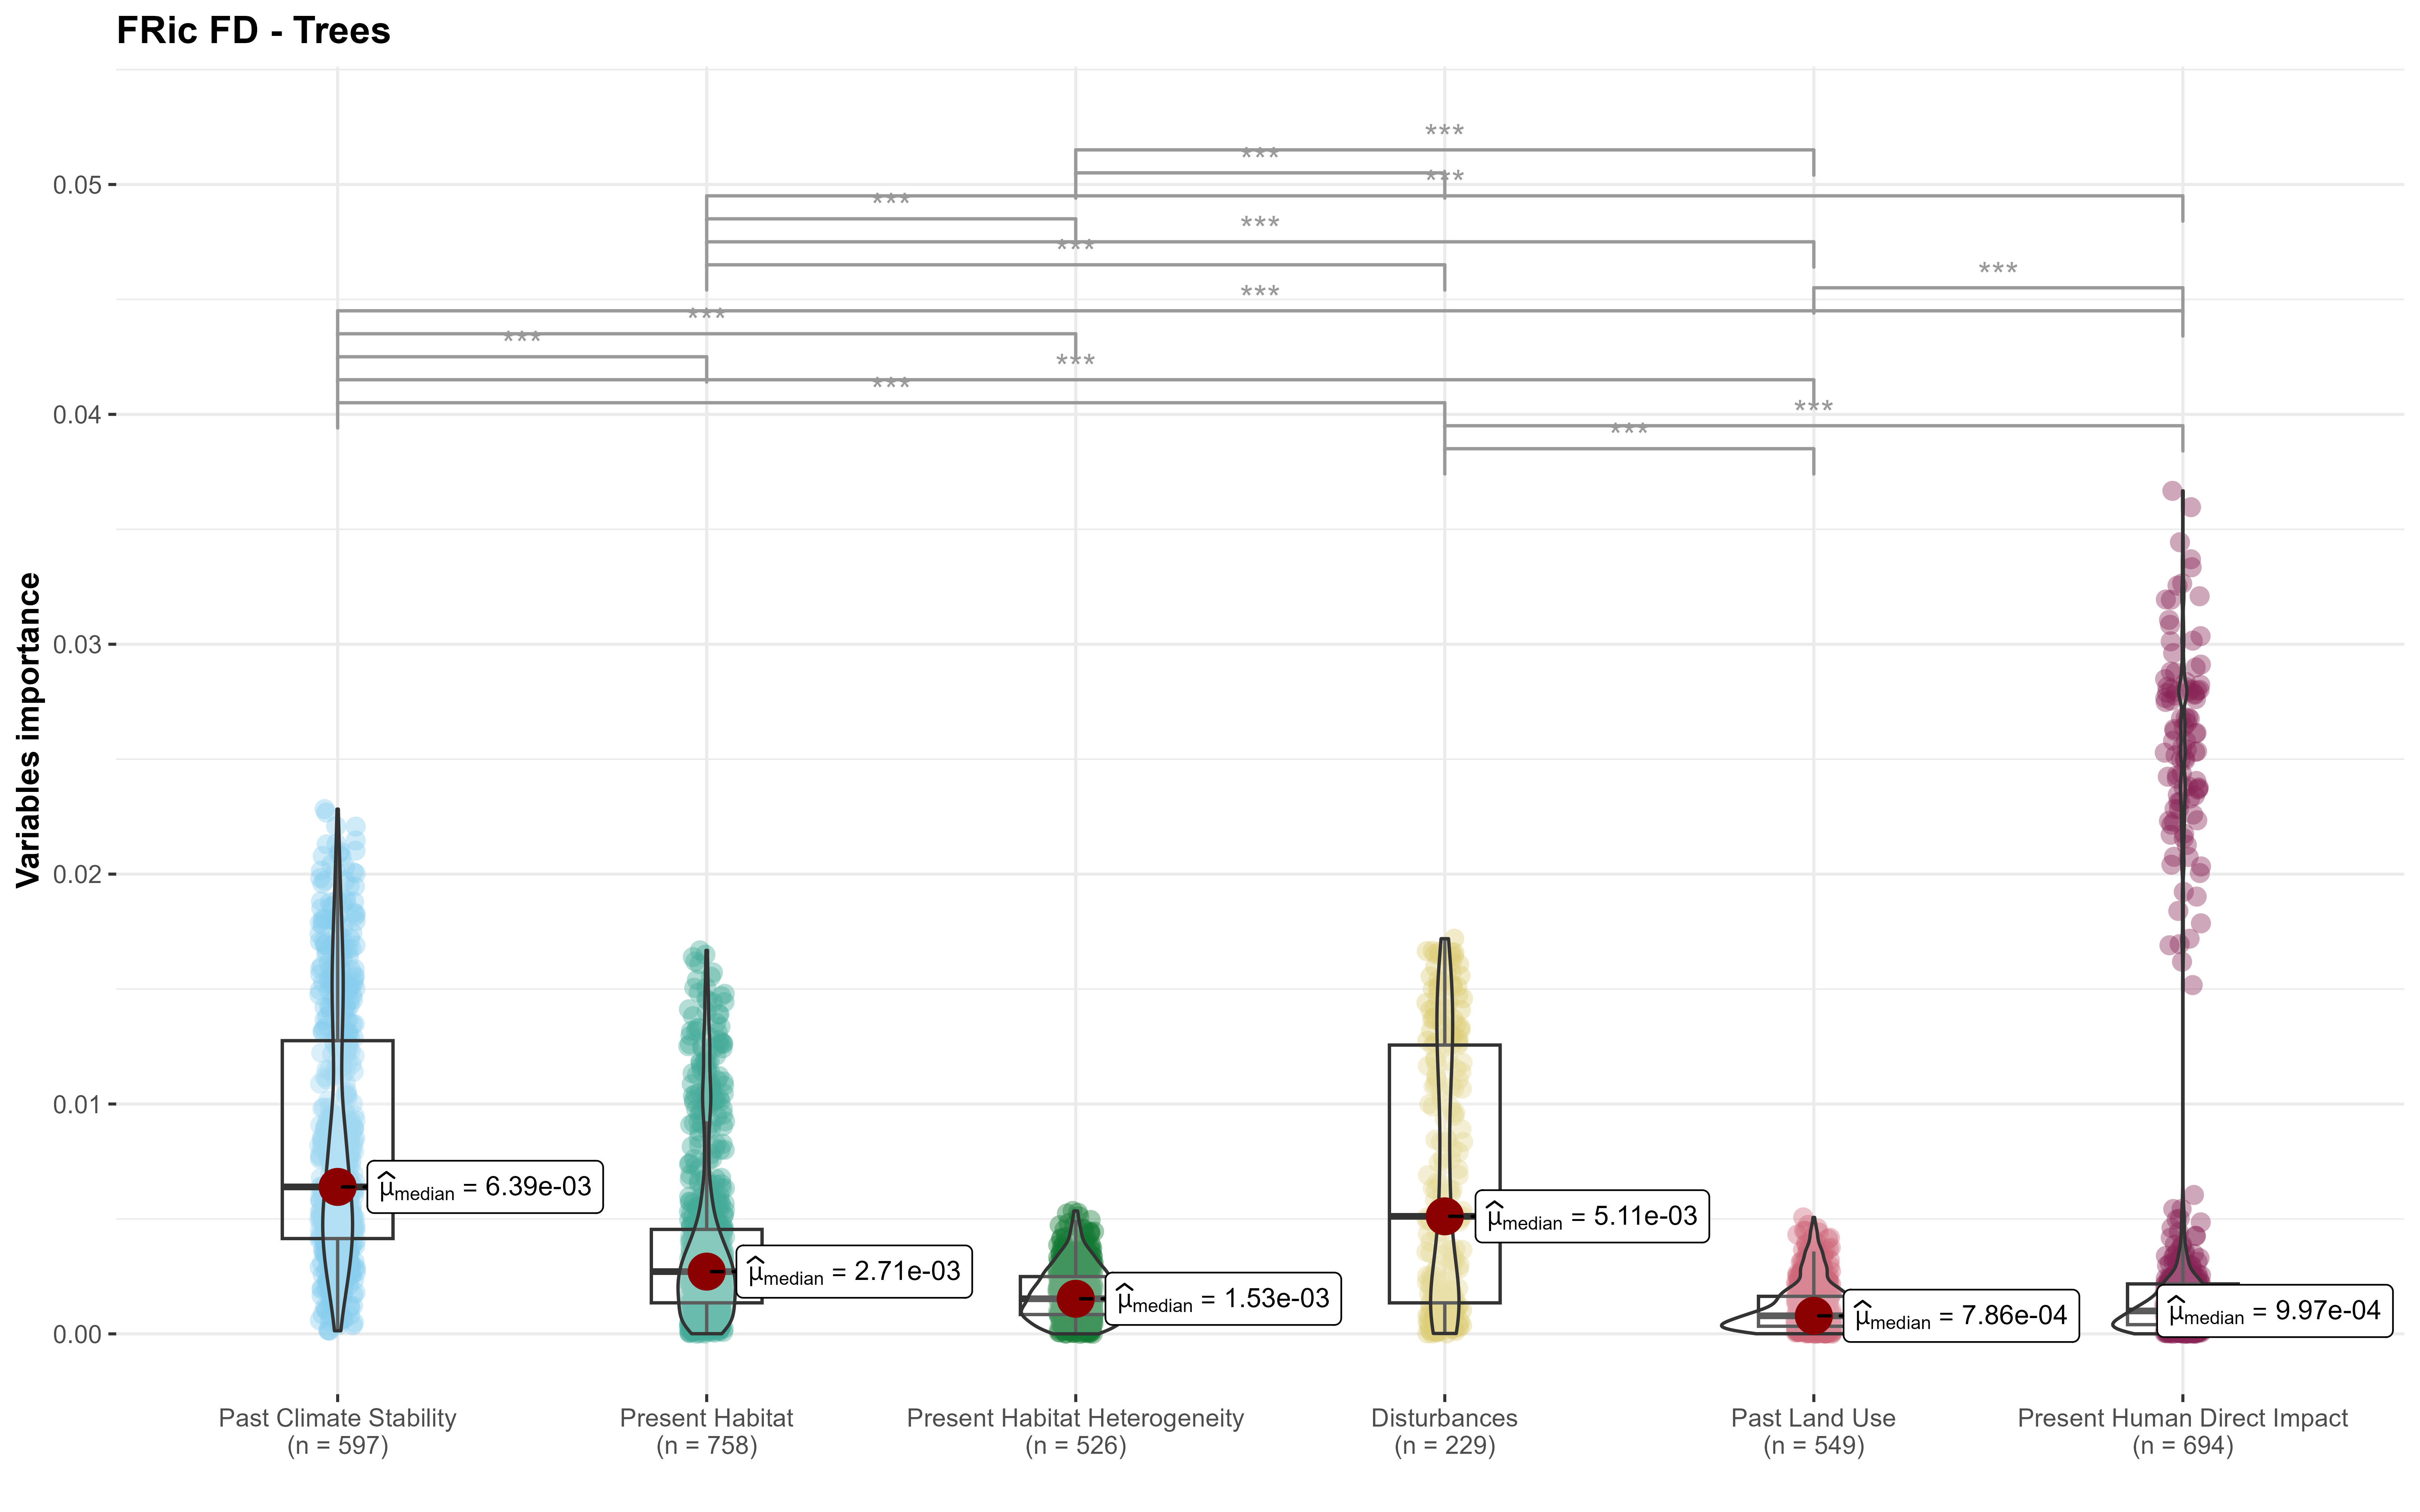 FRic FD - Trees
***
***
***
***
***
***
***
***
***
***
***
***
***
***
Variables importance
0.05
0.04
0.03
0.02
0.01
0.00
μ̂median = 6.39e-03
μ̂median = 2.71e-03
μ̂median = 1.53e-03
μ̂median = 5.11e-03
μ̂median = 7.86e-04
μ̂median = 9.97e-04
Past Climate Stability
(n = 597)
Present Habitat
(n = 758)
Present Habitat Heterogeneity
(n = 526)
Disturbances
(n = 229)
Past Land Use
(n = 549)
Present Human Direct Impact
(n = 694)